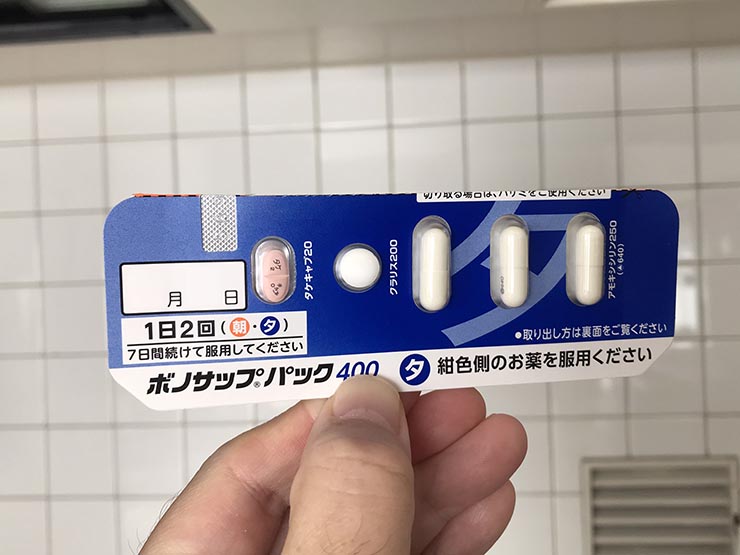 切り取る場合は、ハサミをご使用ください
夕
タケキャブ20
クラリス200
アモキシシリン250
(▲640)
月 日
1日2回(朝・夕)
7日間続けて服用してください
●取り出し方は裏面をご覧ください
ボノサップ®パック400
夕 紺色側のお薬を服用ください